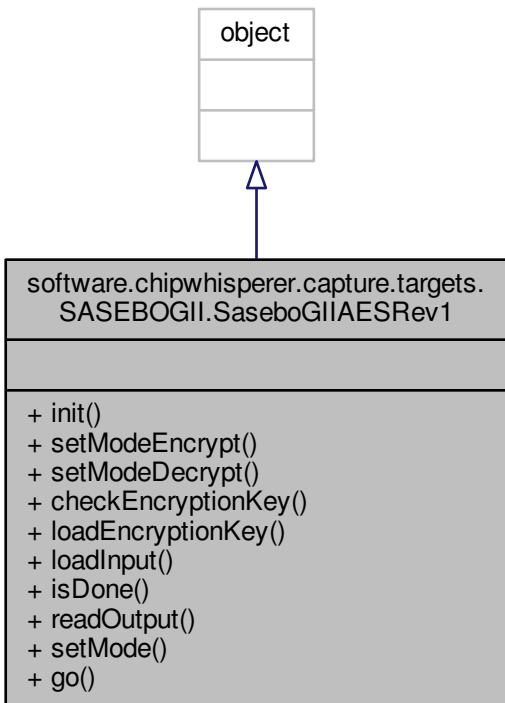 object
software.chipwhisperer.capture.targets.
SASEBOGII.SaseboGIIAESRev1
+ init()
+ setModeEncrypt()
+ setModeDecrypt()
+ checkEncryptionKey()
+ loadEncryptionKey()
+ loadInput()
+ isDone()
+ readOutput()
+ setMode()
+ go()